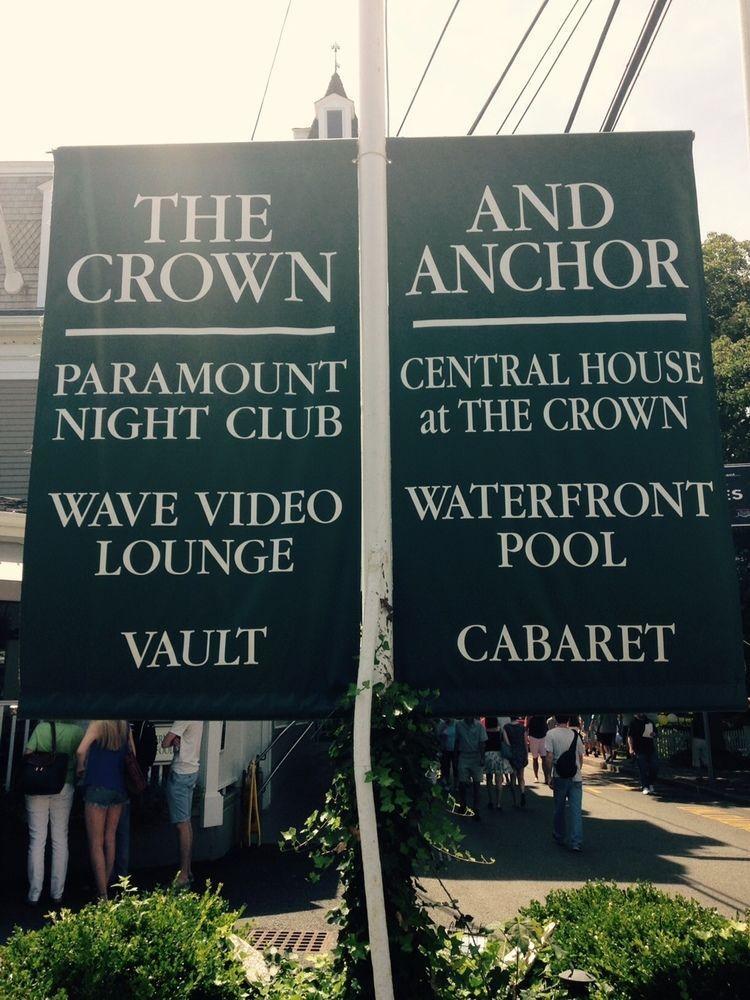 THE
CROWN
PARAMOUNT
NIGHT CLUB
WAVE VIDEO
LOUNGE
VAULT
AND
ANCHOR
CENTRAL HOUSE
at THE CROWN
WATERFRONT
POOL
CABARET